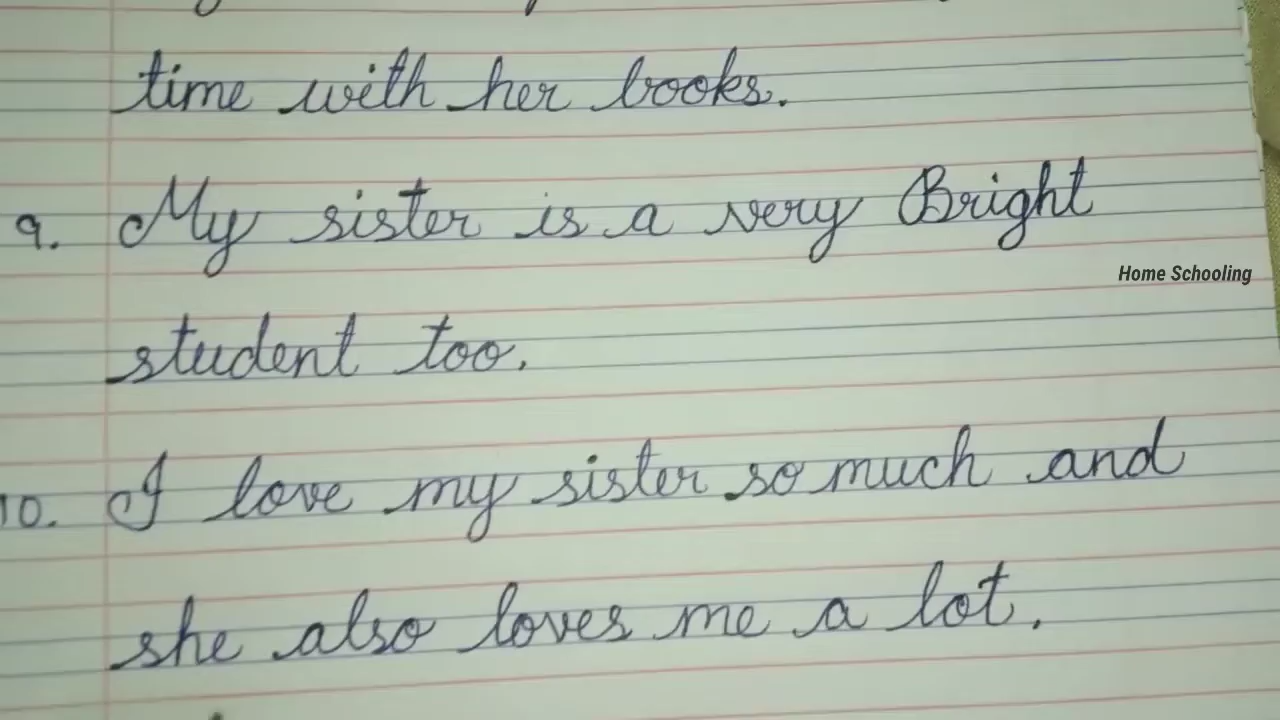 time with her books.
9. My sister is a very Bright
Home Schooling
student too.
10. I love my sister so much and
she also loves me a lot.